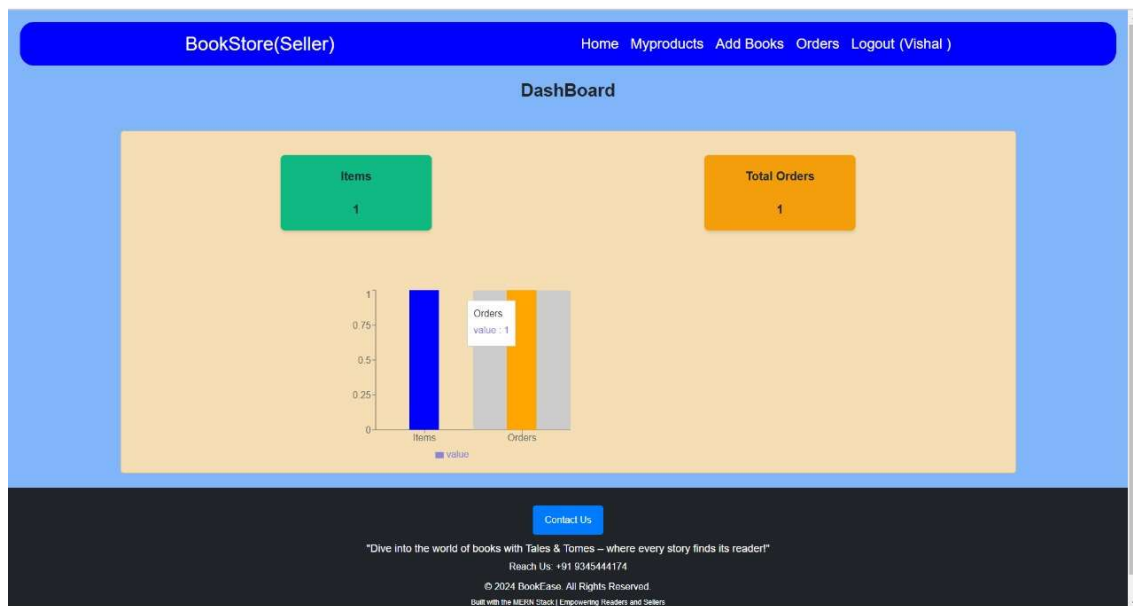 BookStore(Seller)
Home Myproducts Add Books Orders Logout (Vishal )
DashBoard
Items
1
Total Orders
1
1
0.75
0.5
0.25
0
Orders
value : 1
Items
Orders
value
Contact Us
"Dive into the world of books with Tales & Tomes – where every story finds its reader!"
Reach Us: +91 9345444174
© 2024 BookEase. All Rights Reserved.
Built with the MERN Stack | Empowering Readers and Sellers